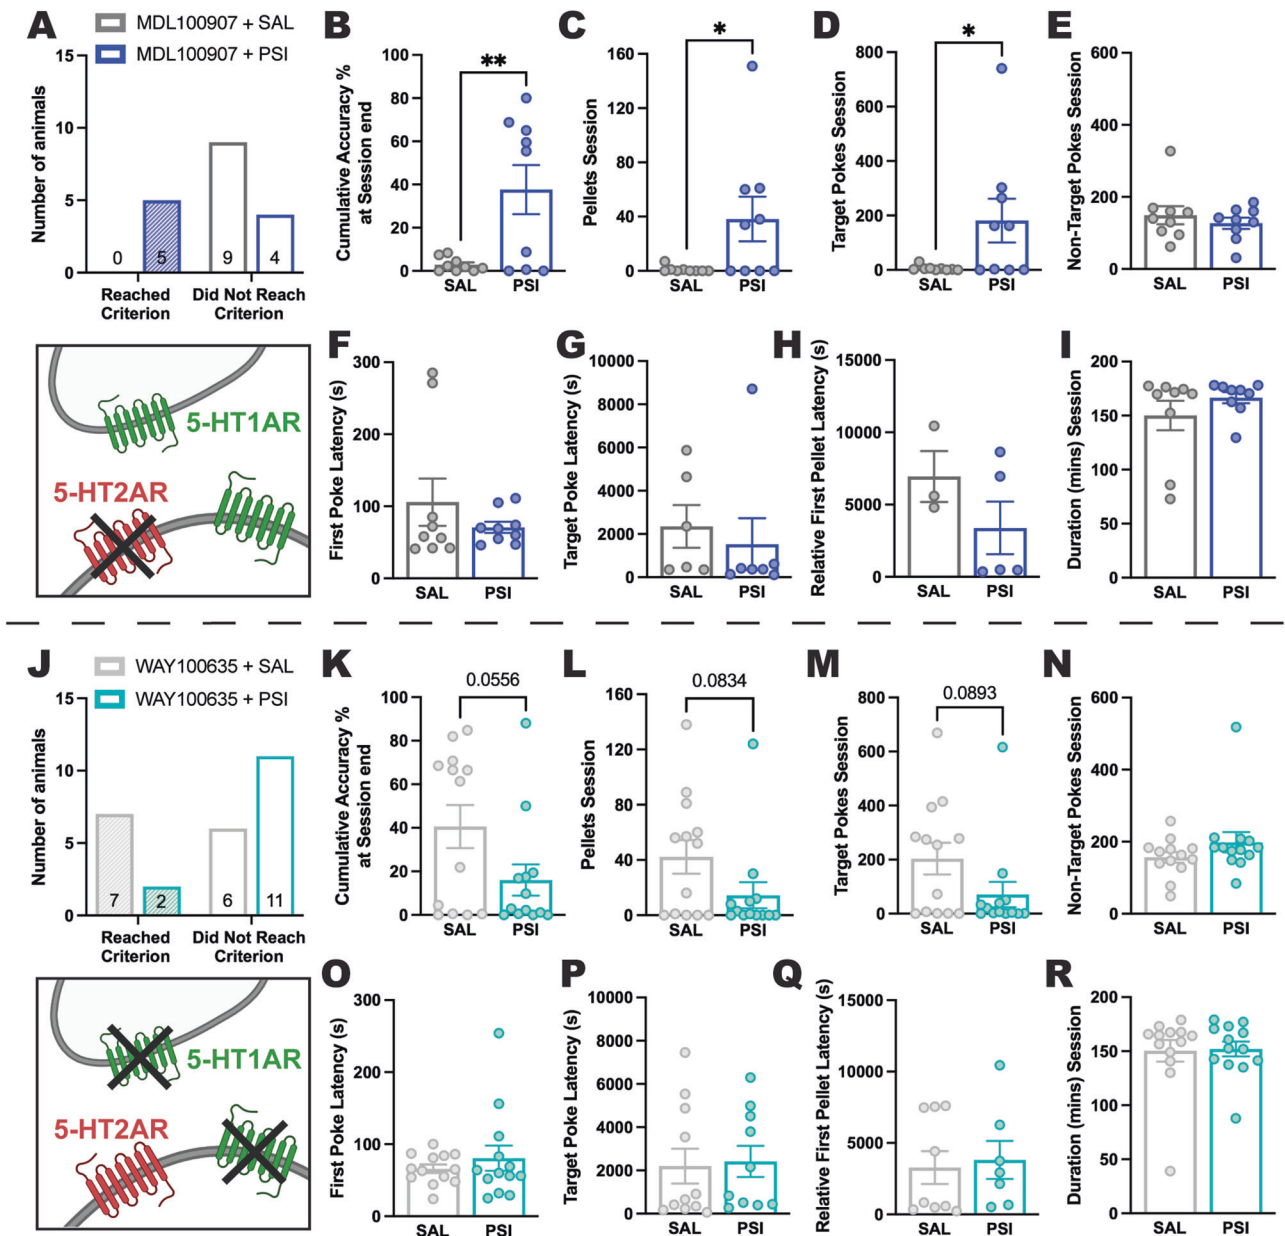 A
MDL100907 + SAL
MDL100907 + PSI
Number of animals
15
10
5
0
0
5
9
4
Reached
Criterion
Did Not Reach
Criterion
B
Cumulative Accuracy %
at Session end
100
80
60
40
20
0
**
SAL
PSI
C
Pellets Session
160
120
80
40
0
*
SAL
PSI
D
Target Pokes Session
800
600
400
200
0
*
SAL
PSI
E
Non-Target Pokes Session
600
400
200
0
SAL
PSI
5-HT1AR
5-HT2AR
F
First Poke Latency (s)
300
200
100
0
SAL
PSI
G
Target Poke Latency (s)
10000
8000
6000
4000
2000
0
SAL
PSI
H
Relative First Pellet Latency (s)
15000
10000
5000
0
SAL
PSI
I
Duration (mins) Session
200
150
100
50
0
SAL
PSI
J
WAY100635 + SAL
WAY100635 + PSI
Number of animals
15
10
5
0
7
2
6
11
Reached
Criterion
Did Not Reach
Criterion
K
Cumulative Accuracy %
at Session end
100
80
60
40
20
0
0.0556
SAL
PSI
L
Pellets Session
160
120
80
40
0
0.0834
SAL
PSI
M
Target Pokes Session
800
600
400
200
0
0.0893
SAL
PSI
N
Non-Target Pokes Session
600
400
200
0
SAL
PSI
5-HT1AR
5-HT2AR
O
First Poke Latency (s)
300
200
100
0
SAL
PSI
P
Target Poke Latency (s)
10000
8000
6000
4000
2000
0
SAL
PSI
Q
Relative First Pellet Latency (s)
15000
10000
5000
0
SAL
PSI
R
Duration (mins) Session
200
150
100
50
0
SAL
PSI